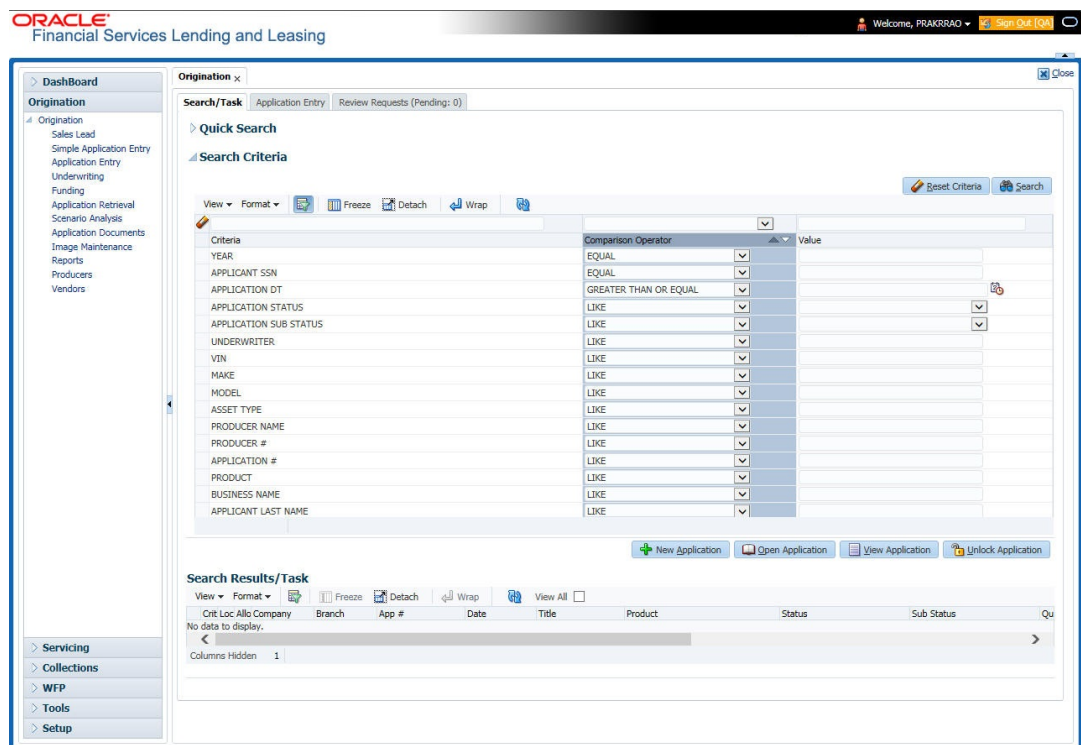 ORACLE
Financial Services Lending and Leasing
Welcome, PRAKRRAO
Sign Out [QA]
DashBoard
Origination
Origination
Sales Lead
Simple Application Entry
Application Entry
Underwriting
Funding
Application Retrieval
Scenario Analysis
Application Documents
Image Maintenance
Reports
Producers
Vendors
Servicing
Collections
WFP
Tools
Setup
Origination x
Close
Search/Task Application Entry Review Requests (Pending: 0)
Quick Search
Search Criteria
Reset Criteria Search
View Format Freeze Detach Wrap
Criteria Comparison Operator Value
YEAR EQUAL
APPLICANT SSN EQUAL
APPLICATION DT GREATER THAN OR EQUAL
APPLICATION STATUS LIKE
APPLICATION SUB STATUS LIKE
UNDERWRITER LIKE
VIN LIKE
MAKE LIKE
MODEL LIKE
ASSET TYPE LIKE
PRODUCER NAME LIKE
PRODUCER # LIKE
APPLICATION # LIKE
PRODUCT LIKE
BUSINESS NAME LIKE
APPLICANT LAST NAME LIKE
New Application Open Application View Application Unlock Application
Search Results/Task
View Format Freeze Detach Wrap View All
Crit Loc Allo Company Branch App # Date Title Product Status Sub Status Qu
No data to display.
Columns Hidden 1